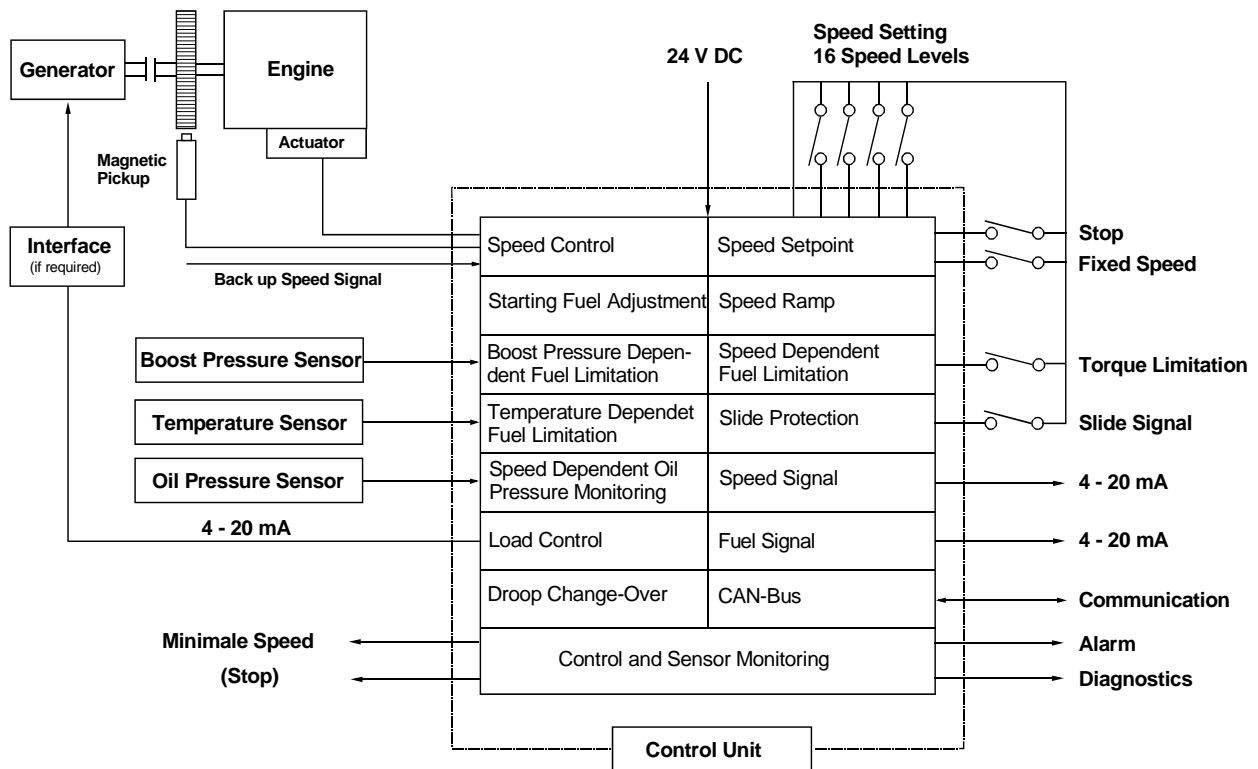 Speed Setting
16 Speed Levels
24 V DC
Generator
Engine
Actuator
Magnetic
Pickup
Interface
(if required)
Back up Speed Signal
Speed Control
Speed Setpoint
Stop
Fixed Speed
Starting Fuel Adjustment
Speed Ramp
Boost Pressure Sensor
Boost Pressure Depen-
dent Fuel Limitation
Speed Dependent
Fuel Limitation
Torque Limitation
Temperature Sensor
Temperature Dependet
Fuel Limitation
Slide Protection
Slide Signal
Oil Pressure Sensor
Speed Dependent Oil
Pressure Monitoring
Speed Signal
4 - 20 mA
4 - 20 mA
Load Control
Fuel Signal
4 - 20 mA
Droop Change-Over
CAN-Bus
Communication
Minimale Speed
(Stop)
Control and Sensor Monitoring
Alarm
Diagnostics
Control Unit